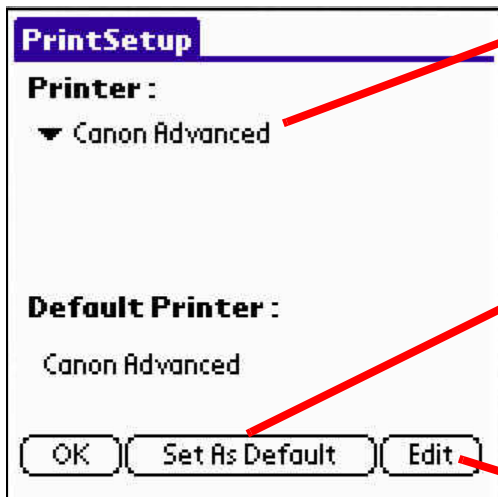 PrintSetup
Printer :
Canon Advanced
Default Printer :
Canon Advanced
OK Set As Default Edit